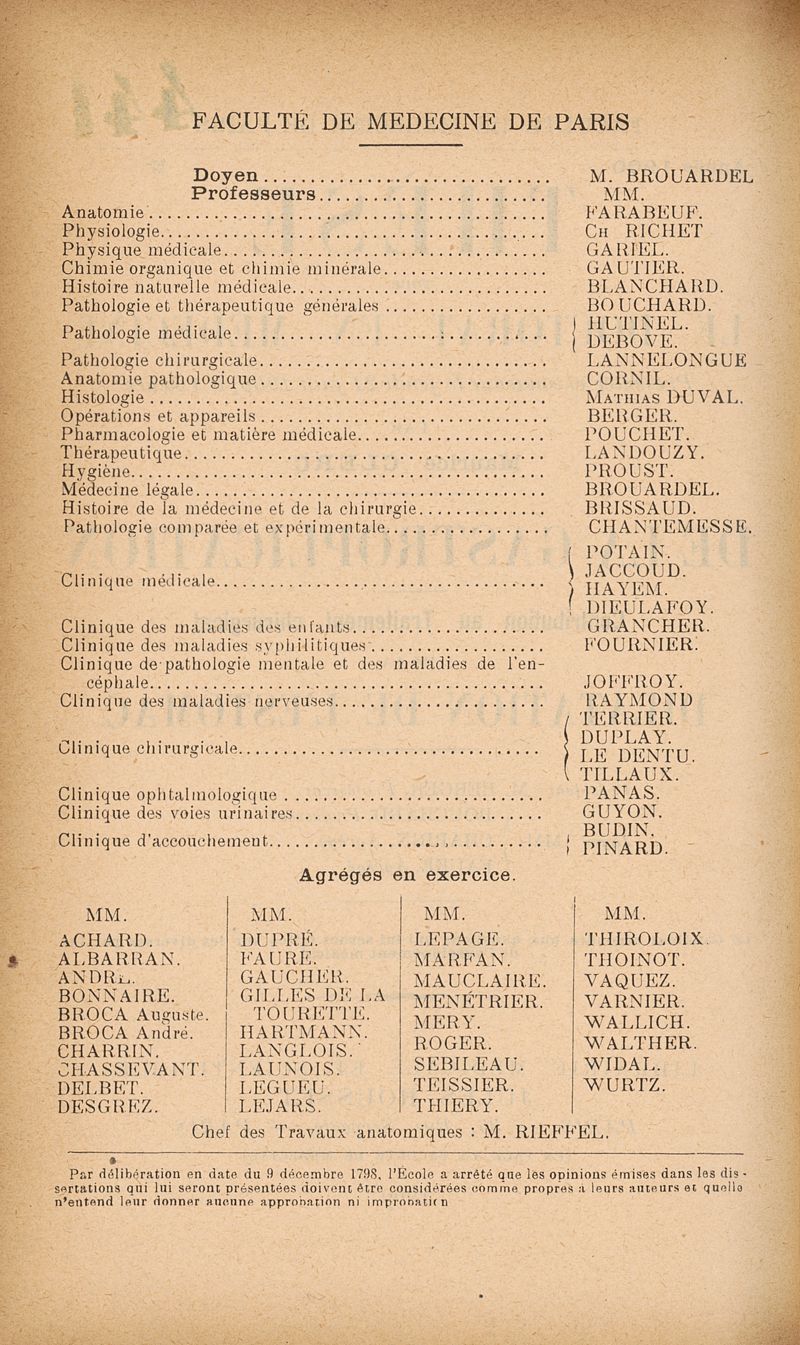 FACULTÉ DE MEDECINE DE PARIS
Doyen .............................. M. BROUARDEL
Professeurs ........................ MM.
Anatomie ........................... FARABEUF.
Physiologie......................... CH RICHET
Physique médicale................... GARIEL.
Chimie organique et chimie minérale.................. GAUTIER.
Histoire naturelle médicale........................... BLANCHARD.
Pathologie et thérapeutique générales .................. BOUCHARD.
Pathologie médicale.................................. HUTINEL.
DEBOVE.
Pathologie chirurgicale.............................. LANNELONGUE
Anatomie pathologique .............................. CORNIL.
Histologie ......................................... MATHIAS DUVAL.
Opérations et appareils ............................ BERGER.
Pharmacologie et matière médicale.................... POUCHET.
Thérapeutique....................................... LANDOUZY.
Hygiène............................................. PROUST.
Médecine légale..................................... BROUARDEL.
Histoire de la médecine et de la chirurgie.............. BRISSAUD.
Pathologie comparée et expérimentale.................. CHANTEMESSE.
Clinique médicale................................... POTAIN.
JACCOUD.
HAYEM.
DIEULAFOY.
Clinique des maladies des enfants..................... GRANCHER.
Clinique des maladies syphilitiques................... FOURNIER.
Clinique de pathologie mentale et des maladies de l'en-
céphale............................................. JOFFROY.
Clinique des maladies nerveuses....................... RAYMOND
Clinique chirurgicale................................ TERRIER.
DUPLAY.
LE DENTU.
TILLAUX.
Clinique ophtalmologique ............................ PANAS.
Clinique des voies urinaires.......................... GUYON.
Clinique d'accouchement.............................. BUDIN.
PINARD.
Agrégés en exercice.
MM.
ACHARD.
ALBARRAN.
ANDRÉ.
BONNAIRE.
BROCA Auguste.
BROCA André.
CHARRIN.
CHASSEVANT.
DELBET.
DESGREZ.
MM.
DUPRÉ.
FAURE.
GAUCHER.
GILLES DE LA
TOURETTE.
HARTMANN.
LANGLOIS.
LAUNOIS.
LEGUEU.
LEJARS.
MM.
LEPAGE.
MARFAN.
MAUCLAIRE.
MENÉTRIER.
MERY.
ROGER.
SEBILEAU.
TEISSIER.
THIERY.
MM.
THIROLOIX.
THOINOT.
VAQUEZ.
VARNIER.
WALLICH.
WALTHER.
WIDAL.
WURTZ.
Chef des Travaux anatomiques : M. RIEFFEL.
Par délibération en date du 9 décembre 1798, l'École a arrêté que les opinions émises dans les dis-
sertations qui lui seront présentées doivent être considérées comme propres à leurs auteurs et qu'elle
n'entend leur donner aucune approbation ni improbation